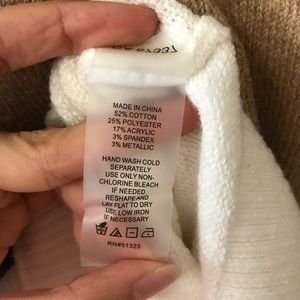 MADE IN CHINA
52% COTTON
25% POLYESTER
17% ACRYLIC
3% SPANDEX
3% METALLIC
HAND WASH COLD
SEPARATELY
USE ONLY NON-
CHLORINE BLEACH
IF NEEDED
RESHAPE AND
LAY FLAT TO DRY
USE LOW IRON
IF NECESSARY
RN#51323